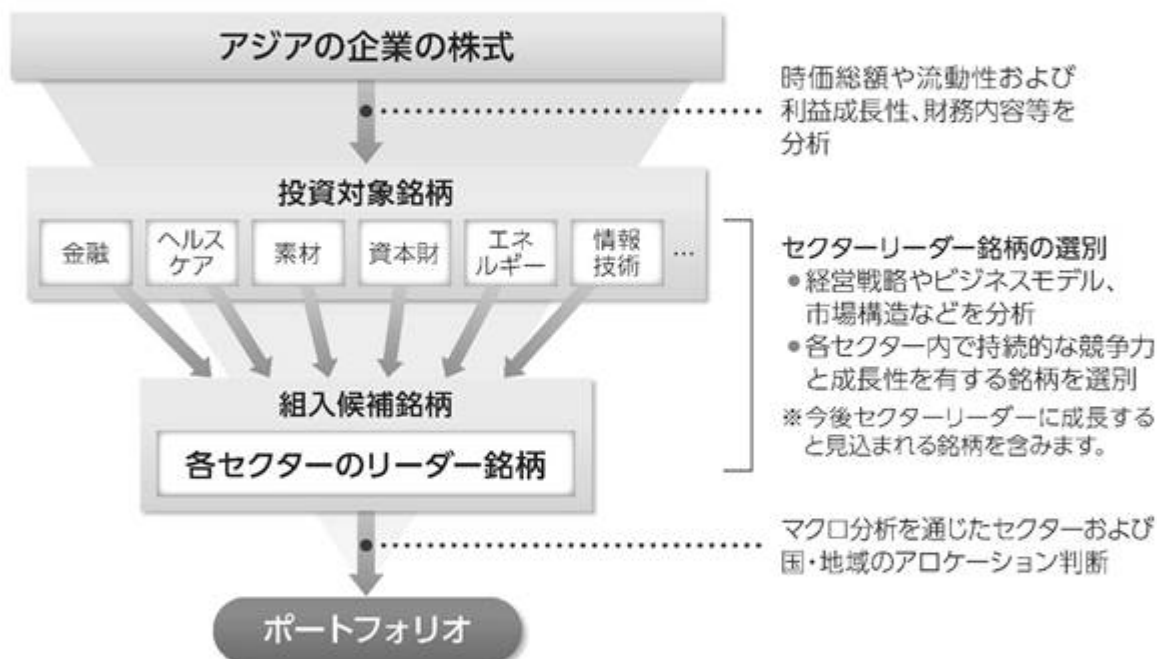 アジアの企業の株式
時価総額や流動性および
利益成長性、財務内容等を
分析
投資対象銘柄
金融
ヘルス
ケア
素材
資本財
エネ
ルギー
情報
技術
…
セクターリーダー銘柄の選別
●経営戦略やビジネスモデル、
市場構造などを分析
●各セクター内で持続的な競争力
と成長性を有する銘柄を選別
※今後セクターリーダーに成長する
と見込まれる銘柄を含みます。
組入候補銘柄
各セクターのリーダー銘柄
マクロ分析を通じたセクターおよび
国・地域のアロケーション判断
ポートフォリオ